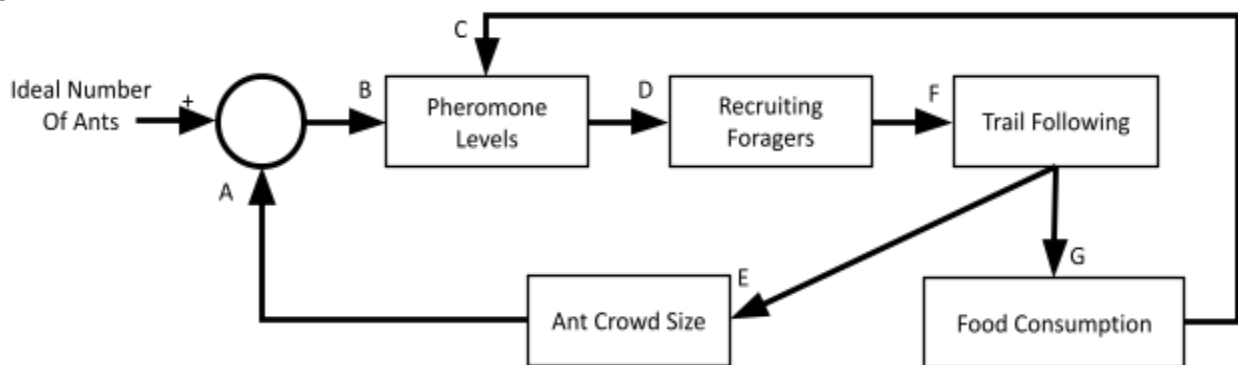 C
Ideal Number
Of Ants
+
B
Pheromone
Levels
D
Recruiting
Foragers
F
Trail Following
A
E
Ant Crowd Size
G
Food Consumption